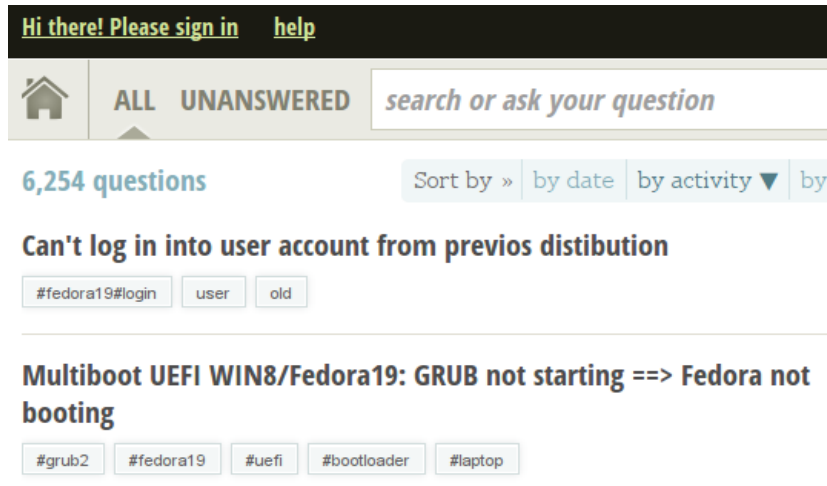 Hi there! Please sign in help
ALL UNANSWERED search or ask your question
6,254 questions Sort by » by date by activity ▼ by
Can't log in into user account from previos distibution
#fedora19#login user old
Multiboot UEFI WIN8/Fedora19: GRUB not starting ==> Fedora not
booting
#grub2 #fedora19 #uefi #bootloader #laptop